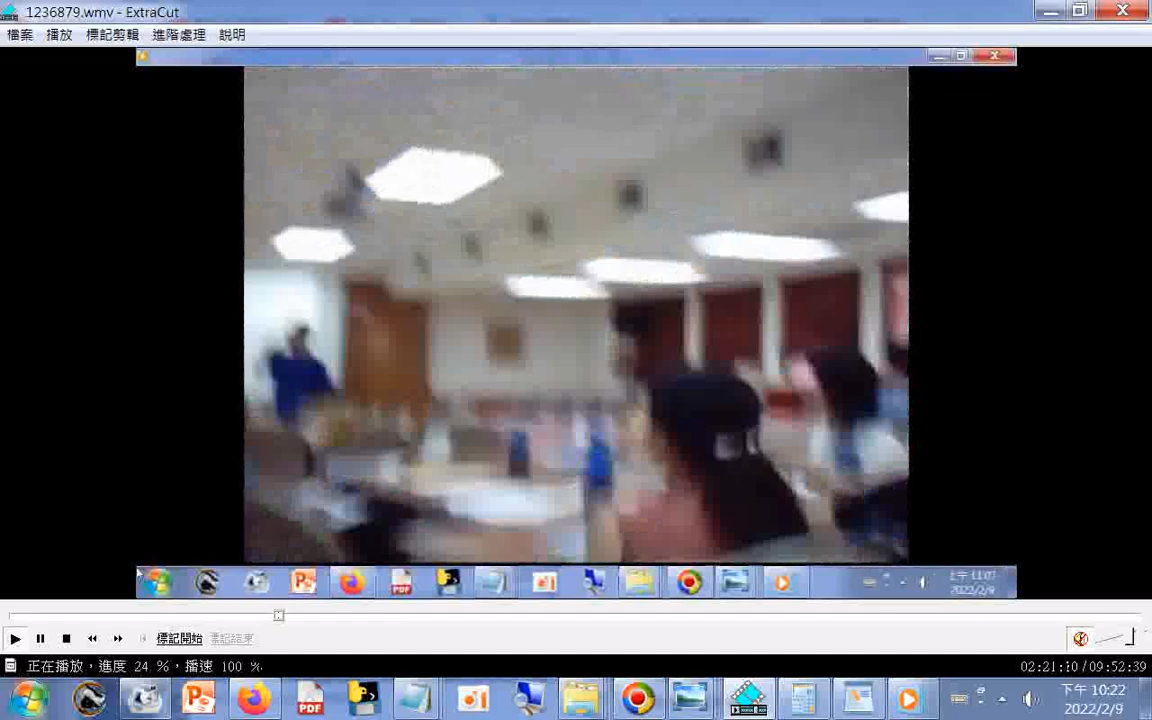 1236879.wmv - ExtraCut
檔案 播放 標記剪輯 進階處理 說明
上午 11:07
2022/2/9
標記開始 標記結束
正在播放，進度 24 %，播速 100 %.
02:21:10 / 09:52:39
下午 10:22
2022/2/9